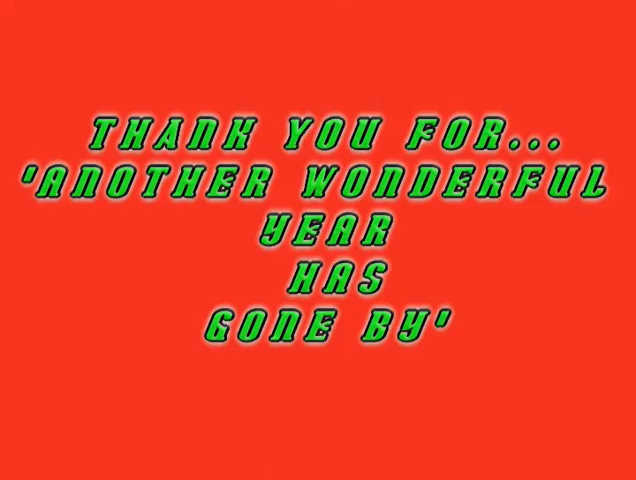 THANK YOU FOR...
'ANOTHER WONDERFUL
YEAR
HAS
GONE BY'